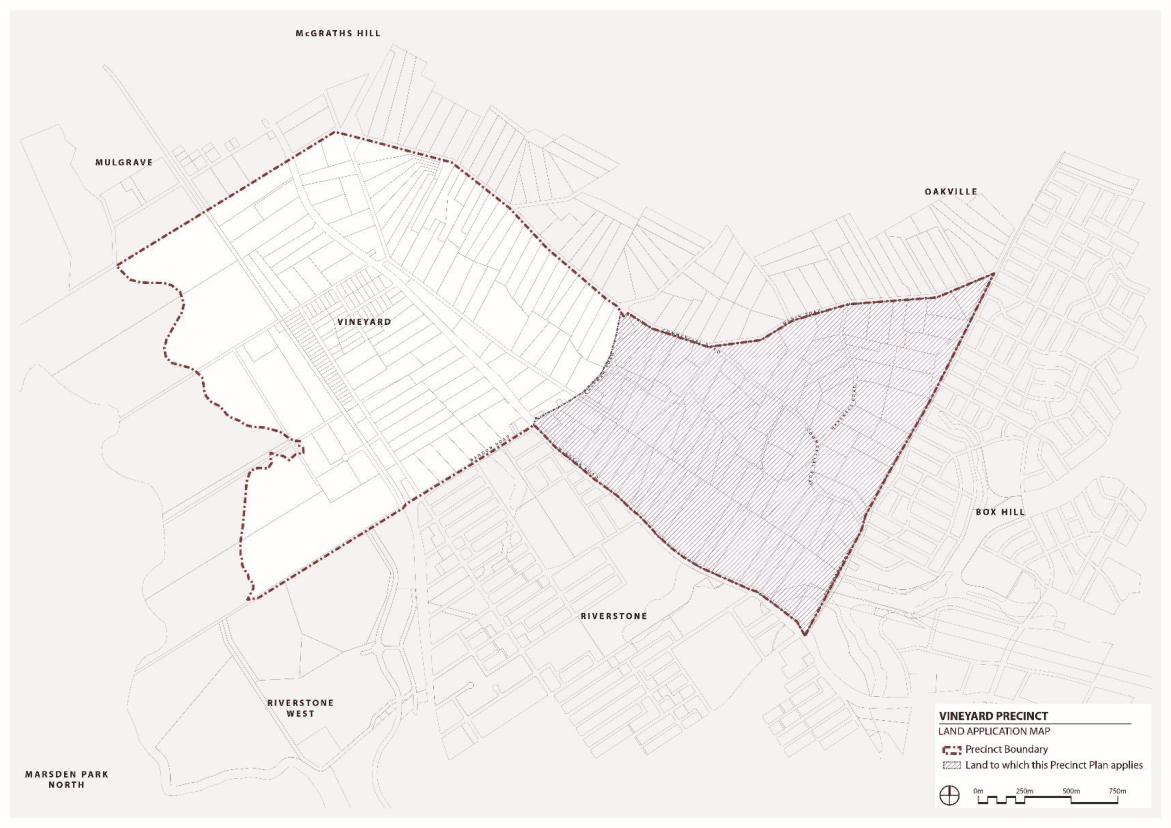 McGRATHS HILL
MULGRAVE
OAKVILLE
VINEYARD
BOX HILL
RIVERSTONE
RIVERSTONE
WEST
MARSDEN PARK
NORTH
VINEYARD PRECINCT
LAND APPLICATION MAP
Precinct Boundary
Land to which this Precinct Plan applies
0m 250m 500m 750m